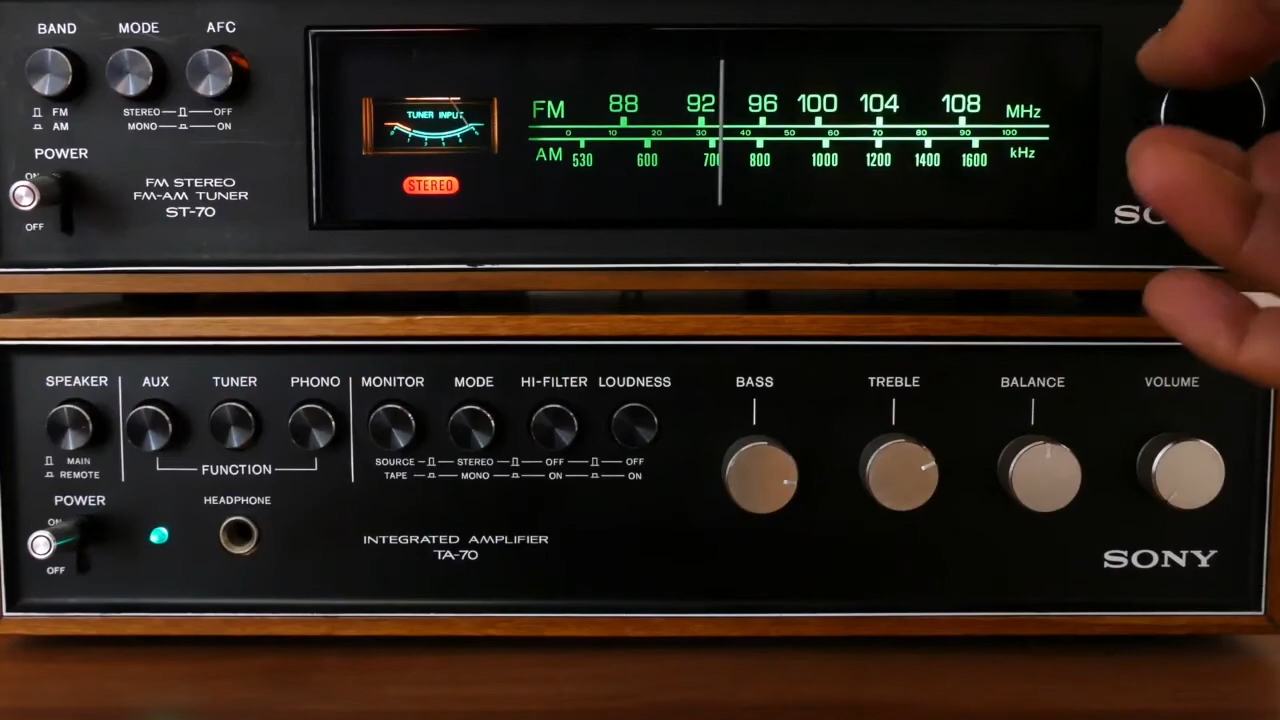 BAND MODE AFC
FM STEREO OFF
AM MONO ON
POWER
ON
OFF
FM STEREO
FM-AM TUNER
ST-70
TUNER INPUT
STEREO
FM 88 92 96 100 104 108 MHz
0 10 20 30 40 50 60 70 80 90 100
AM 530 600 700 800 1000 1200 1400 1600 kHz
SPEAKER AUX TUNER PHONO MONITOR MODE HI-FILTER LOUDNESS BASS TREBLE BALANCE VOLUME
MAIN
REMOTE
FUNCTION
SOURCE STEREO OFF OFF
TAPE MONO ON ON
POWER
ON
OFF
HEADPHONE
INTEGRATED AMPLIFIER
TA-70
SONY